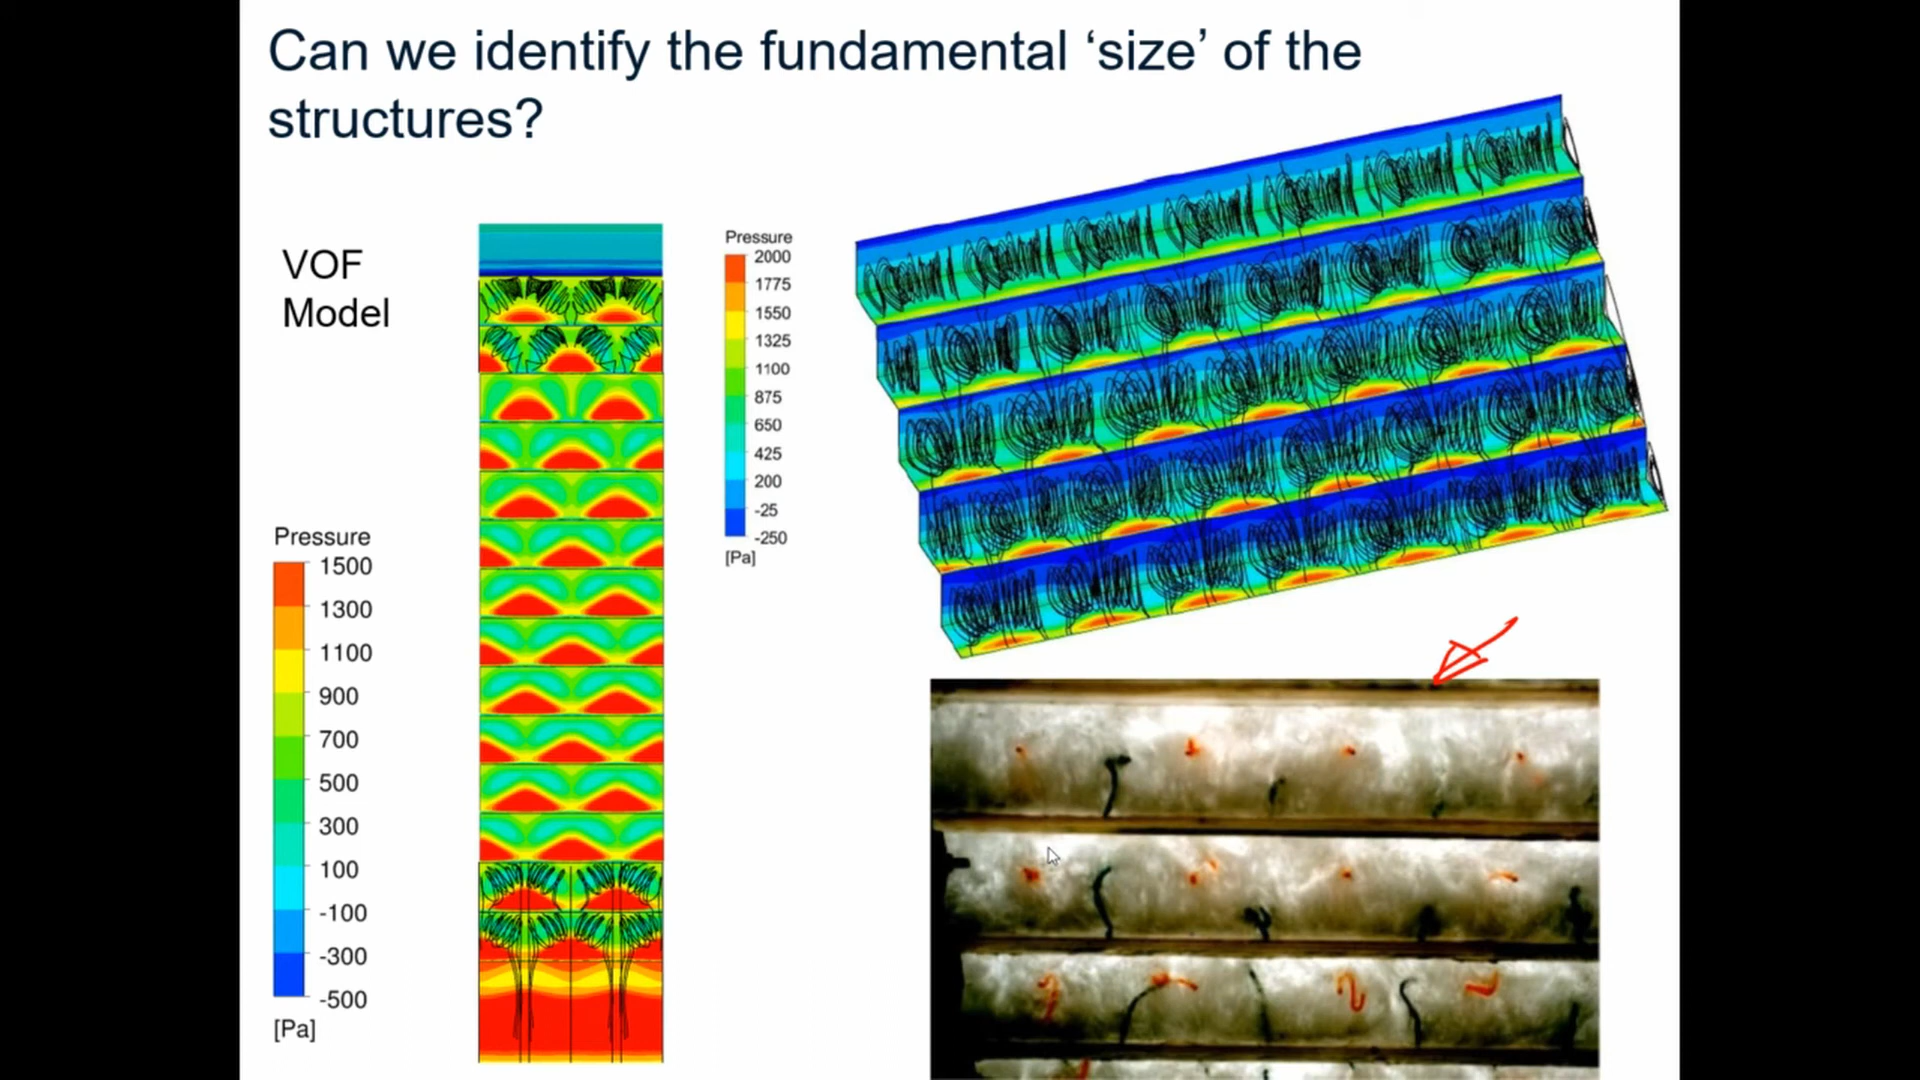 Can we identify the fundamental ‘size’ of the
structures?
VOF
Model
Pressure
1500
1300
1100
900
700
500
300
100
-100
-300
-500
[Pa]
Pressure
2000
1775
1550
1325
1100
875
650
425
200
-25
-250
[Pa]